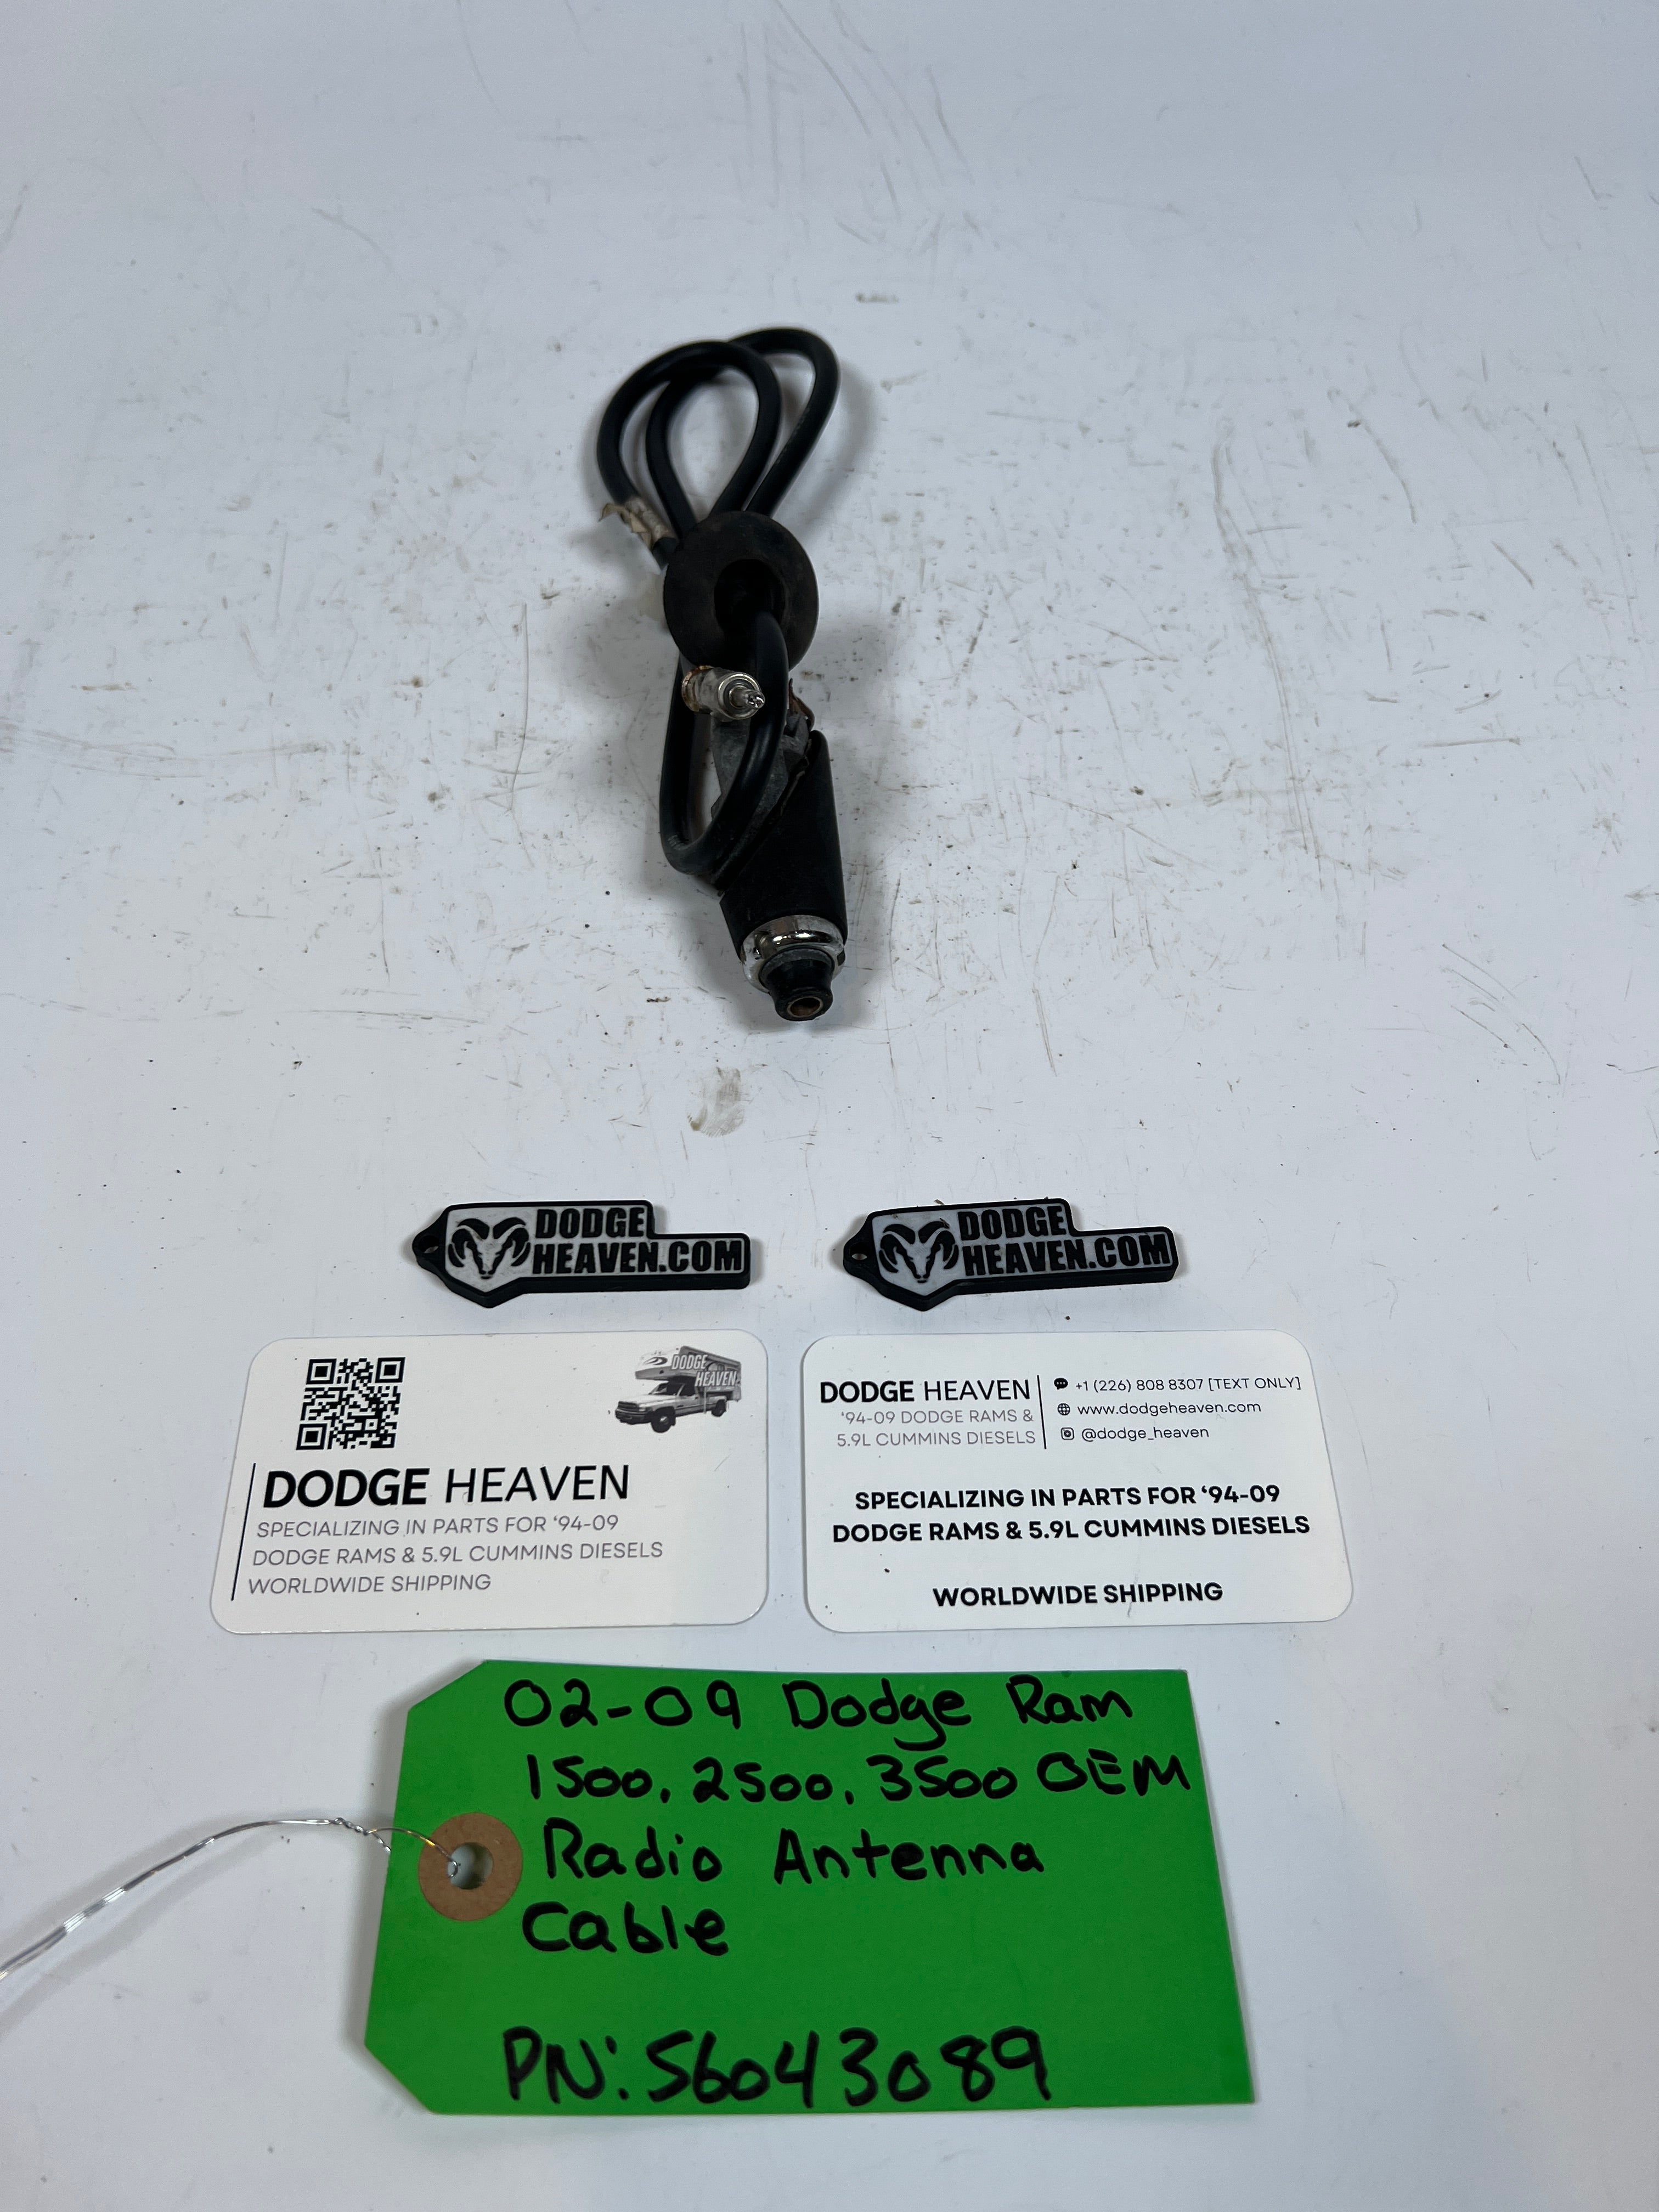 DODGE
HEAVEN.COM
DODGE
HEAVEN.COM
DODGE
HEAVEN
DODGE HEAVEN
SPECIALIZING IN PARTS FOR ‘94-09
DODGE RAMS & 5.9L CUMMINS DIESELS
WORLDWIDE SHIPPING
DODGE HEAVEN
‘94-09 DODGE RAMS &
5.9L CUMMINS DIESELS
+1 (226) 808 8307 [TEXT ONLY]
www.dodgeheaven.com
@dodge_heaven
SPECIALIZING IN PARTS FOR ‘94-09
DODGE RAMS & 5.9L CUMMINS DIESELS
WORLDWIDE SHIPPING
02-09 Dodge Ram
1500, 2500, 3500 OEM
Radio Antenna
Cable
PN: 56043089